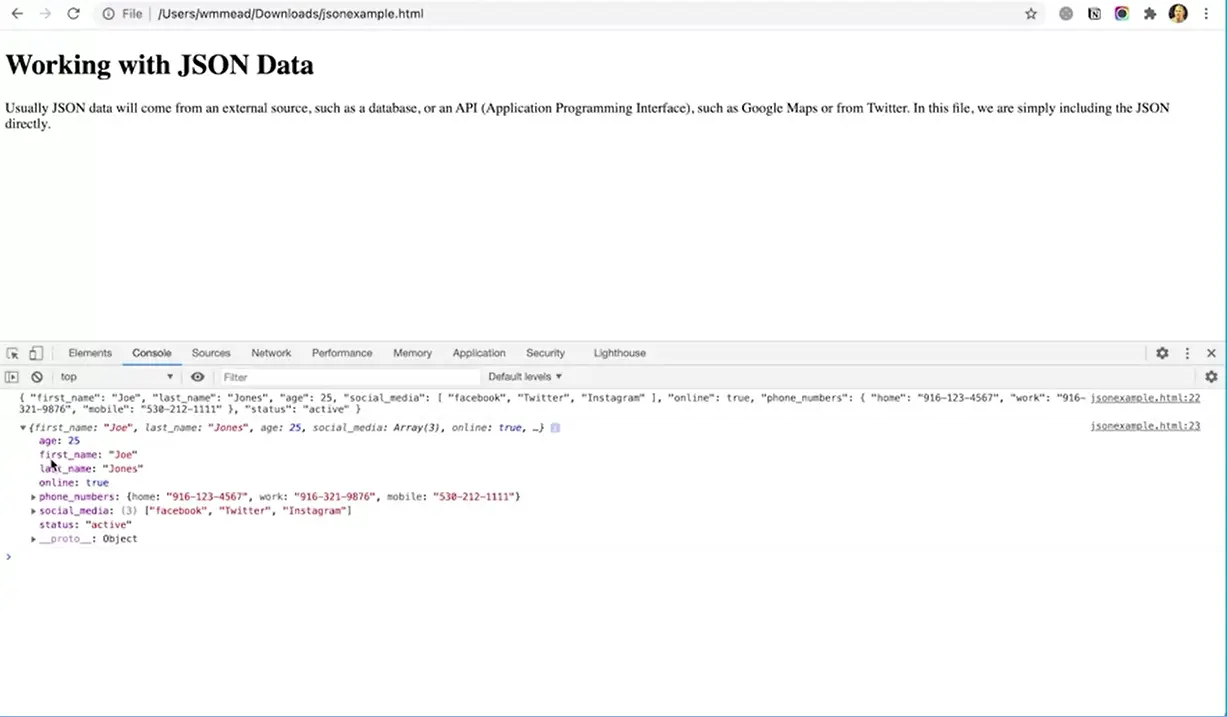 File | /Users/wmmead/Downloads/jsonexample.html
Working with JSON Data
Usually JSON data will come from an external source, such as a database, or an API (Application Programming Interface), such as Google Maps or from Twitter. In this file, we are simply including the JSON
directly.
Elements Console Sources Network Performance Memory Application Security Lighthouse
top Filter Default levels
{ "first_name": "Joe", "last_name": "Jones", "age": 25, "social_media": [ "facebook", "Twitter", "Instagram" ], "online": true, "phone_numbers": { "home": "916-123-4567", "work": "916- jsonexample.html:22
321-9876", "mobile": "530-212-1111" }, "status": "active" }
{first_name: "Joe", last_name: "Jones", age: 25, social_media: Array(3), online: true, …} jsonexample.html:23
age: 25
first_name: "Joe"
last_name: "Jones"
online: true
phone_numbers: {home: "916-123-4567", work: "916-321-9876", mobile: "530-212-1111"}
social_media: (3) ["facebook", "Twitter", "Instagram"]
status: "active"
__proto__: Object